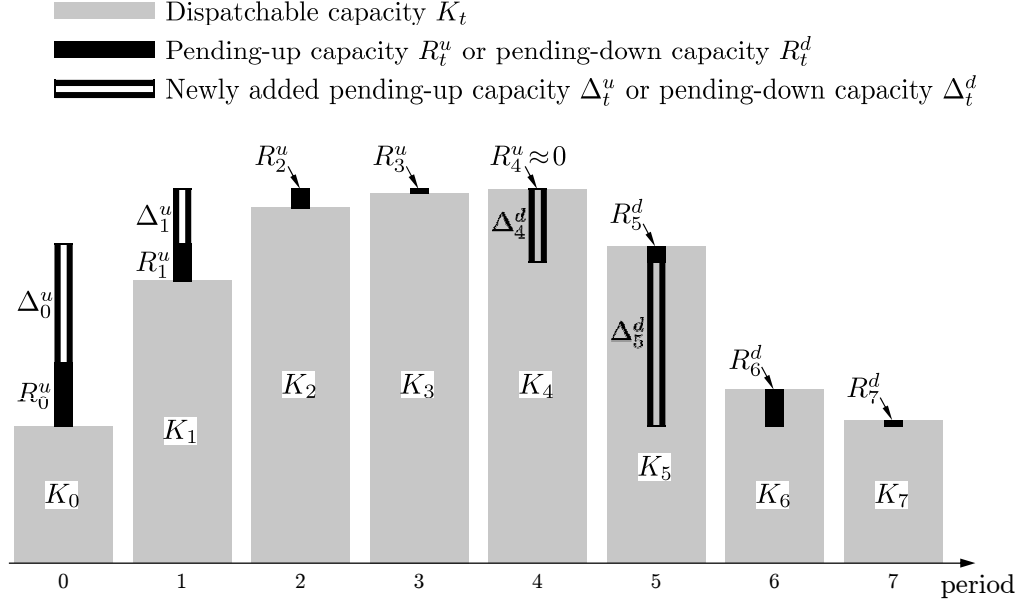 Dispatchable capacity K_t
Pending-up capacity R_t^u or pending-down capacity R_t^d
Newly added pending-up capacity Δ_t^u or pending-down capacity Δ_t^d
R_2^u R_3^u R_4^u≈0
Δ_1^u Δ_4^d R_5^d
R_1^u
Δ_0^u Δ_5^d
R_0^u K_2 K_3 K_4 R_6^d R_7^d
K_1
K_0 K_5 K_6 K_7
0 1 2 3 4 5 6 7 period